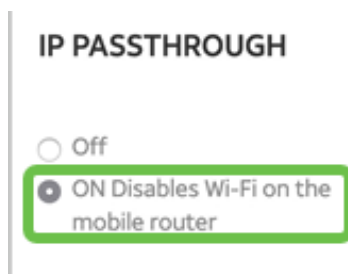 IP PASSTHROUGH
Off
ON Disables Wi-Fi on the
mobile router